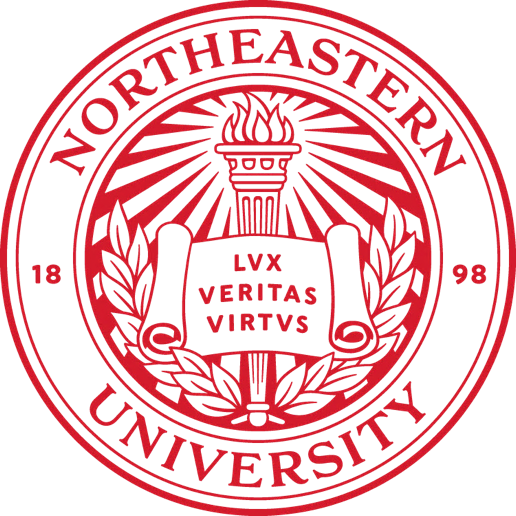 NORTHEASTERN
18 98
LVX
VERITAS
VIRTVS
UNIVERSITY